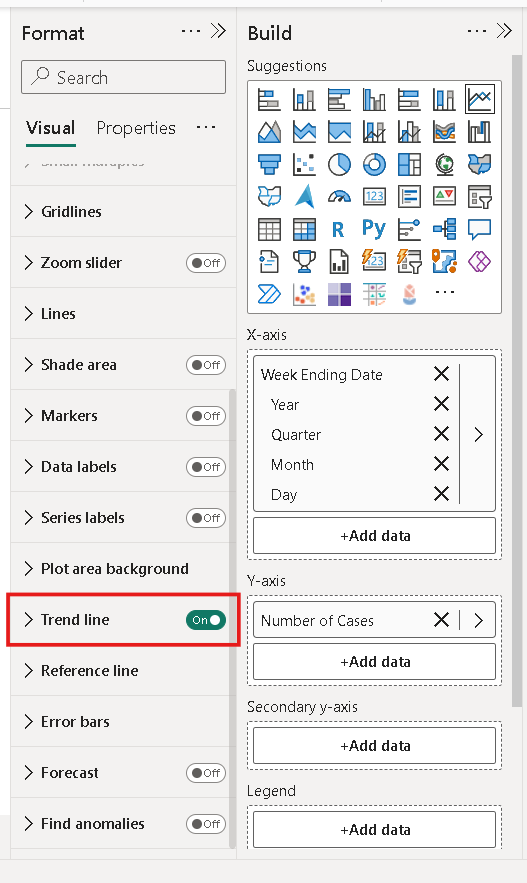 Format
Search
Visual Properties
Small multiples
Gridlines
Zoom slider Off
Lines
Shade area Off
Markers Off
Data labels Off
Series labels Off
Plot area background
Trend line On
Reference line
Error bars
Forecast Off
Find anomalies Off
Build
Suggestions
123
R Py
123
X-axis
Week Ending Date
Year
Quarter
Month
Day
+Add data
Y-axis
Number of Cases
+Add data
Secondary y-axis
+Add data
Legend
+Add data